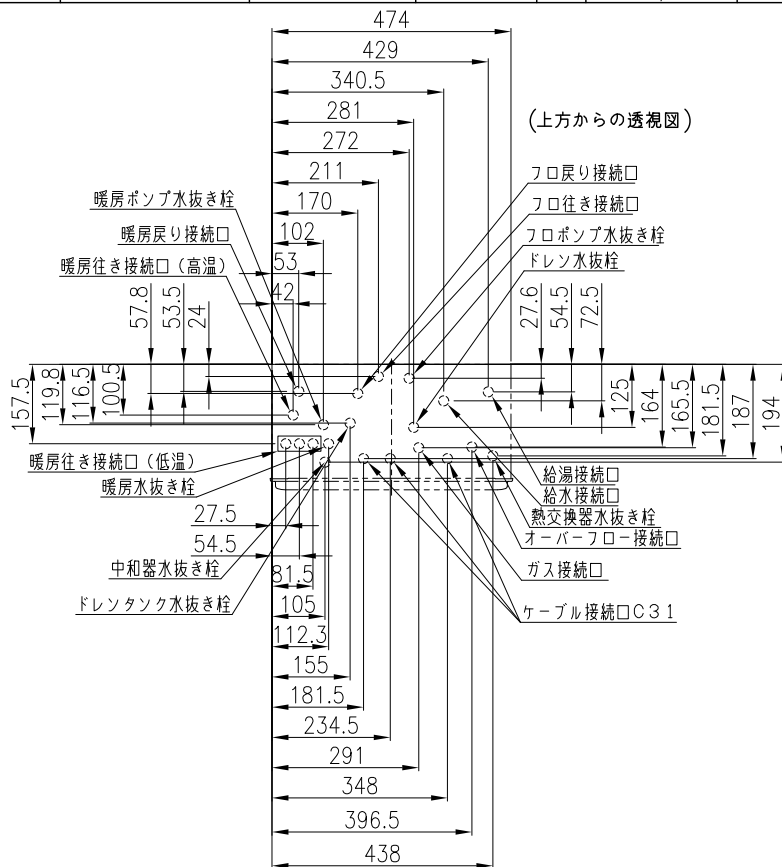 474
429
340.5
281
(上方からの透視図)
272
211
フロ戻り接続口
170
暖房ポンプ水抜き栓
フロ往き接続口
102
暖房戻り接続口
フロポンプ水抜き栓
53
暖房往き接続口(高温)
ドレン水抜栓
42
57.8
53.5
24
27.6
54.5
72.5
157.5
119.8
116.5
100.5
125
164
165.5
181.5
187
194
暖房往き接続口(低温)
給湯接続口
暖房水抜き栓
給水接続口
27.5
熱交換器水抜き栓
54.5
オーバーフロー接続口
中和器水抜き栓
81.5
ガス接続口
ドレンタンク水抜き栓
105
ケーブル接続口C31
112.3
155
181.5
234.5
291
348
396.5
438